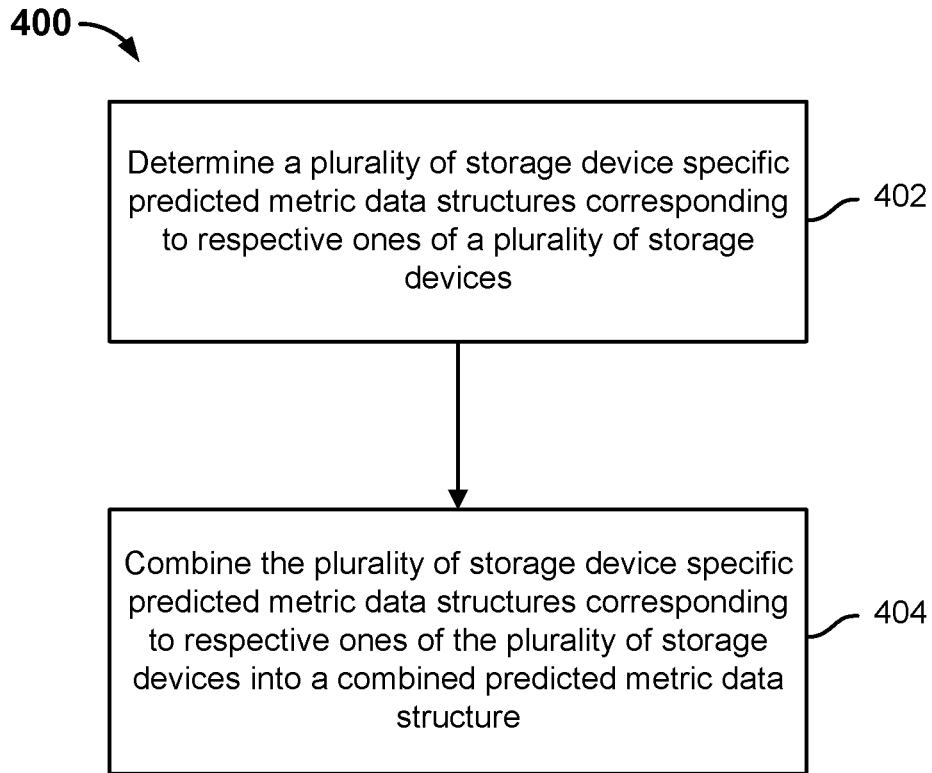 400
Determine a plurality of storage device specific
predicted metric data structures corresponding
to respective ones of a plurality of storage
devices
402
Combine the plurality of storage device specific
predicted metric data structures corresponding
to respective ones of the plurality of storage
devices into a combined predicted metric data
structure
404